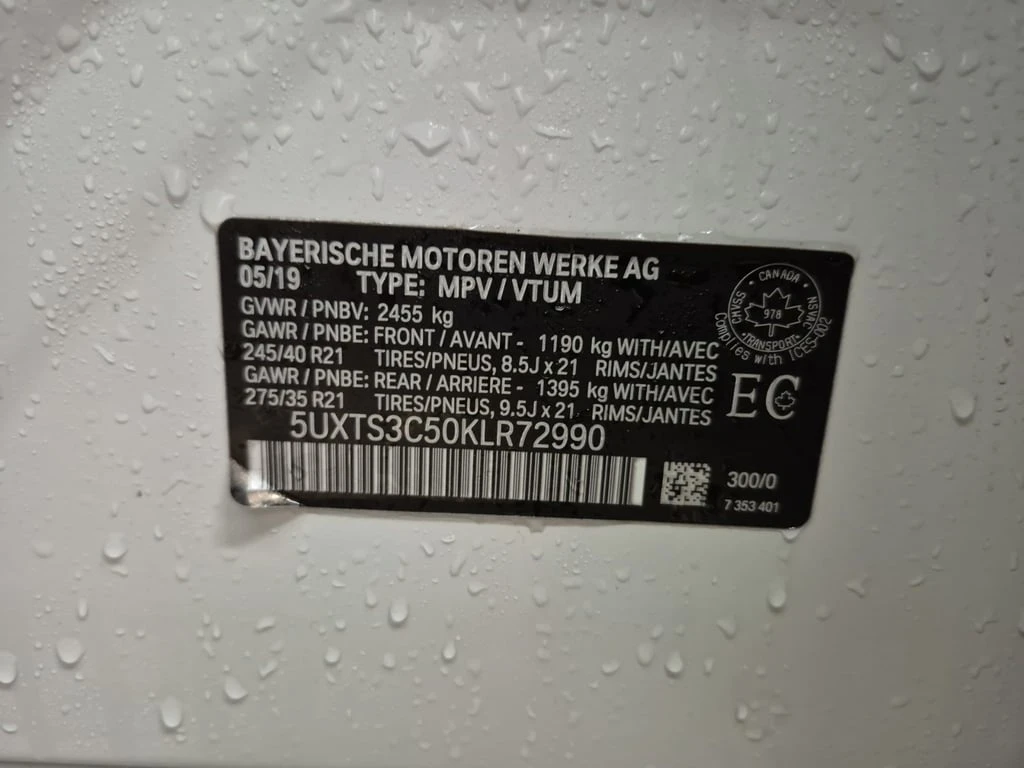 BAYERISCHE MOTOREN WERKE AG
05/19 TYPE: MPV / VTUM
GVWR / PNBV: 2455 kg
GAWR / PNBE: FRONT / AVANT - 1190 kg WITH/AVEC
245/40 R21 TIRES/PNEUS, 8.5J x 21 RIMS/JANTES
GAWR / PNBE: REAR / ARRIERE - 1395 kg WITH/AVEC
275/35 R21 TIRES/PNEUS, 9.5J x 21 RIMS/JANTES
5UXTS3C50KLR72990
CANADA
CMVSS
NSVAC
978
TRANSPORT
Complies with ICES-002
EC
300/0
7 353 401